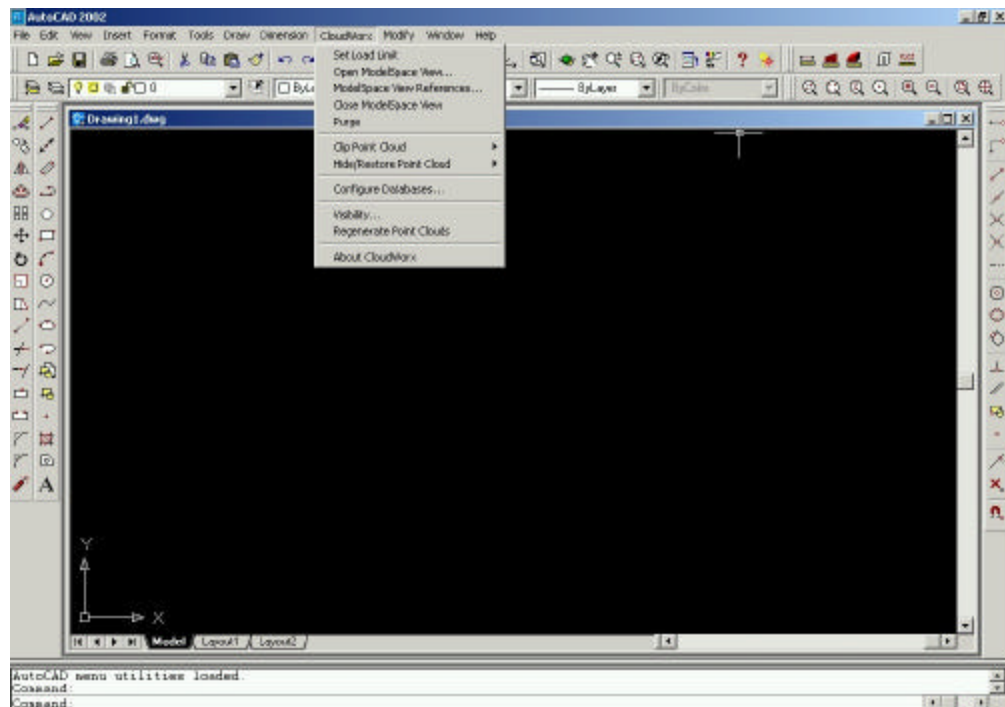 AutoCAD 2002
File Edit View Insert Format Tools Draw Dimension CloudWorx Modify Window Help
Set Load Limit
Open ModelSpace View...
ModelSpace View References...
Close ModelSpace View
Purge
Clip Point Cloud
Hide/Restore Point Cloud
Configure Databases...
Visibility...
Regenerate Point Clouds
About CloudWorx
0
ByLayer
ByColor
Drawing1.dwg
A
Y
X
Model Layout1 Layout2
AutoCAD menu utilities loaded.
Command:
Command: